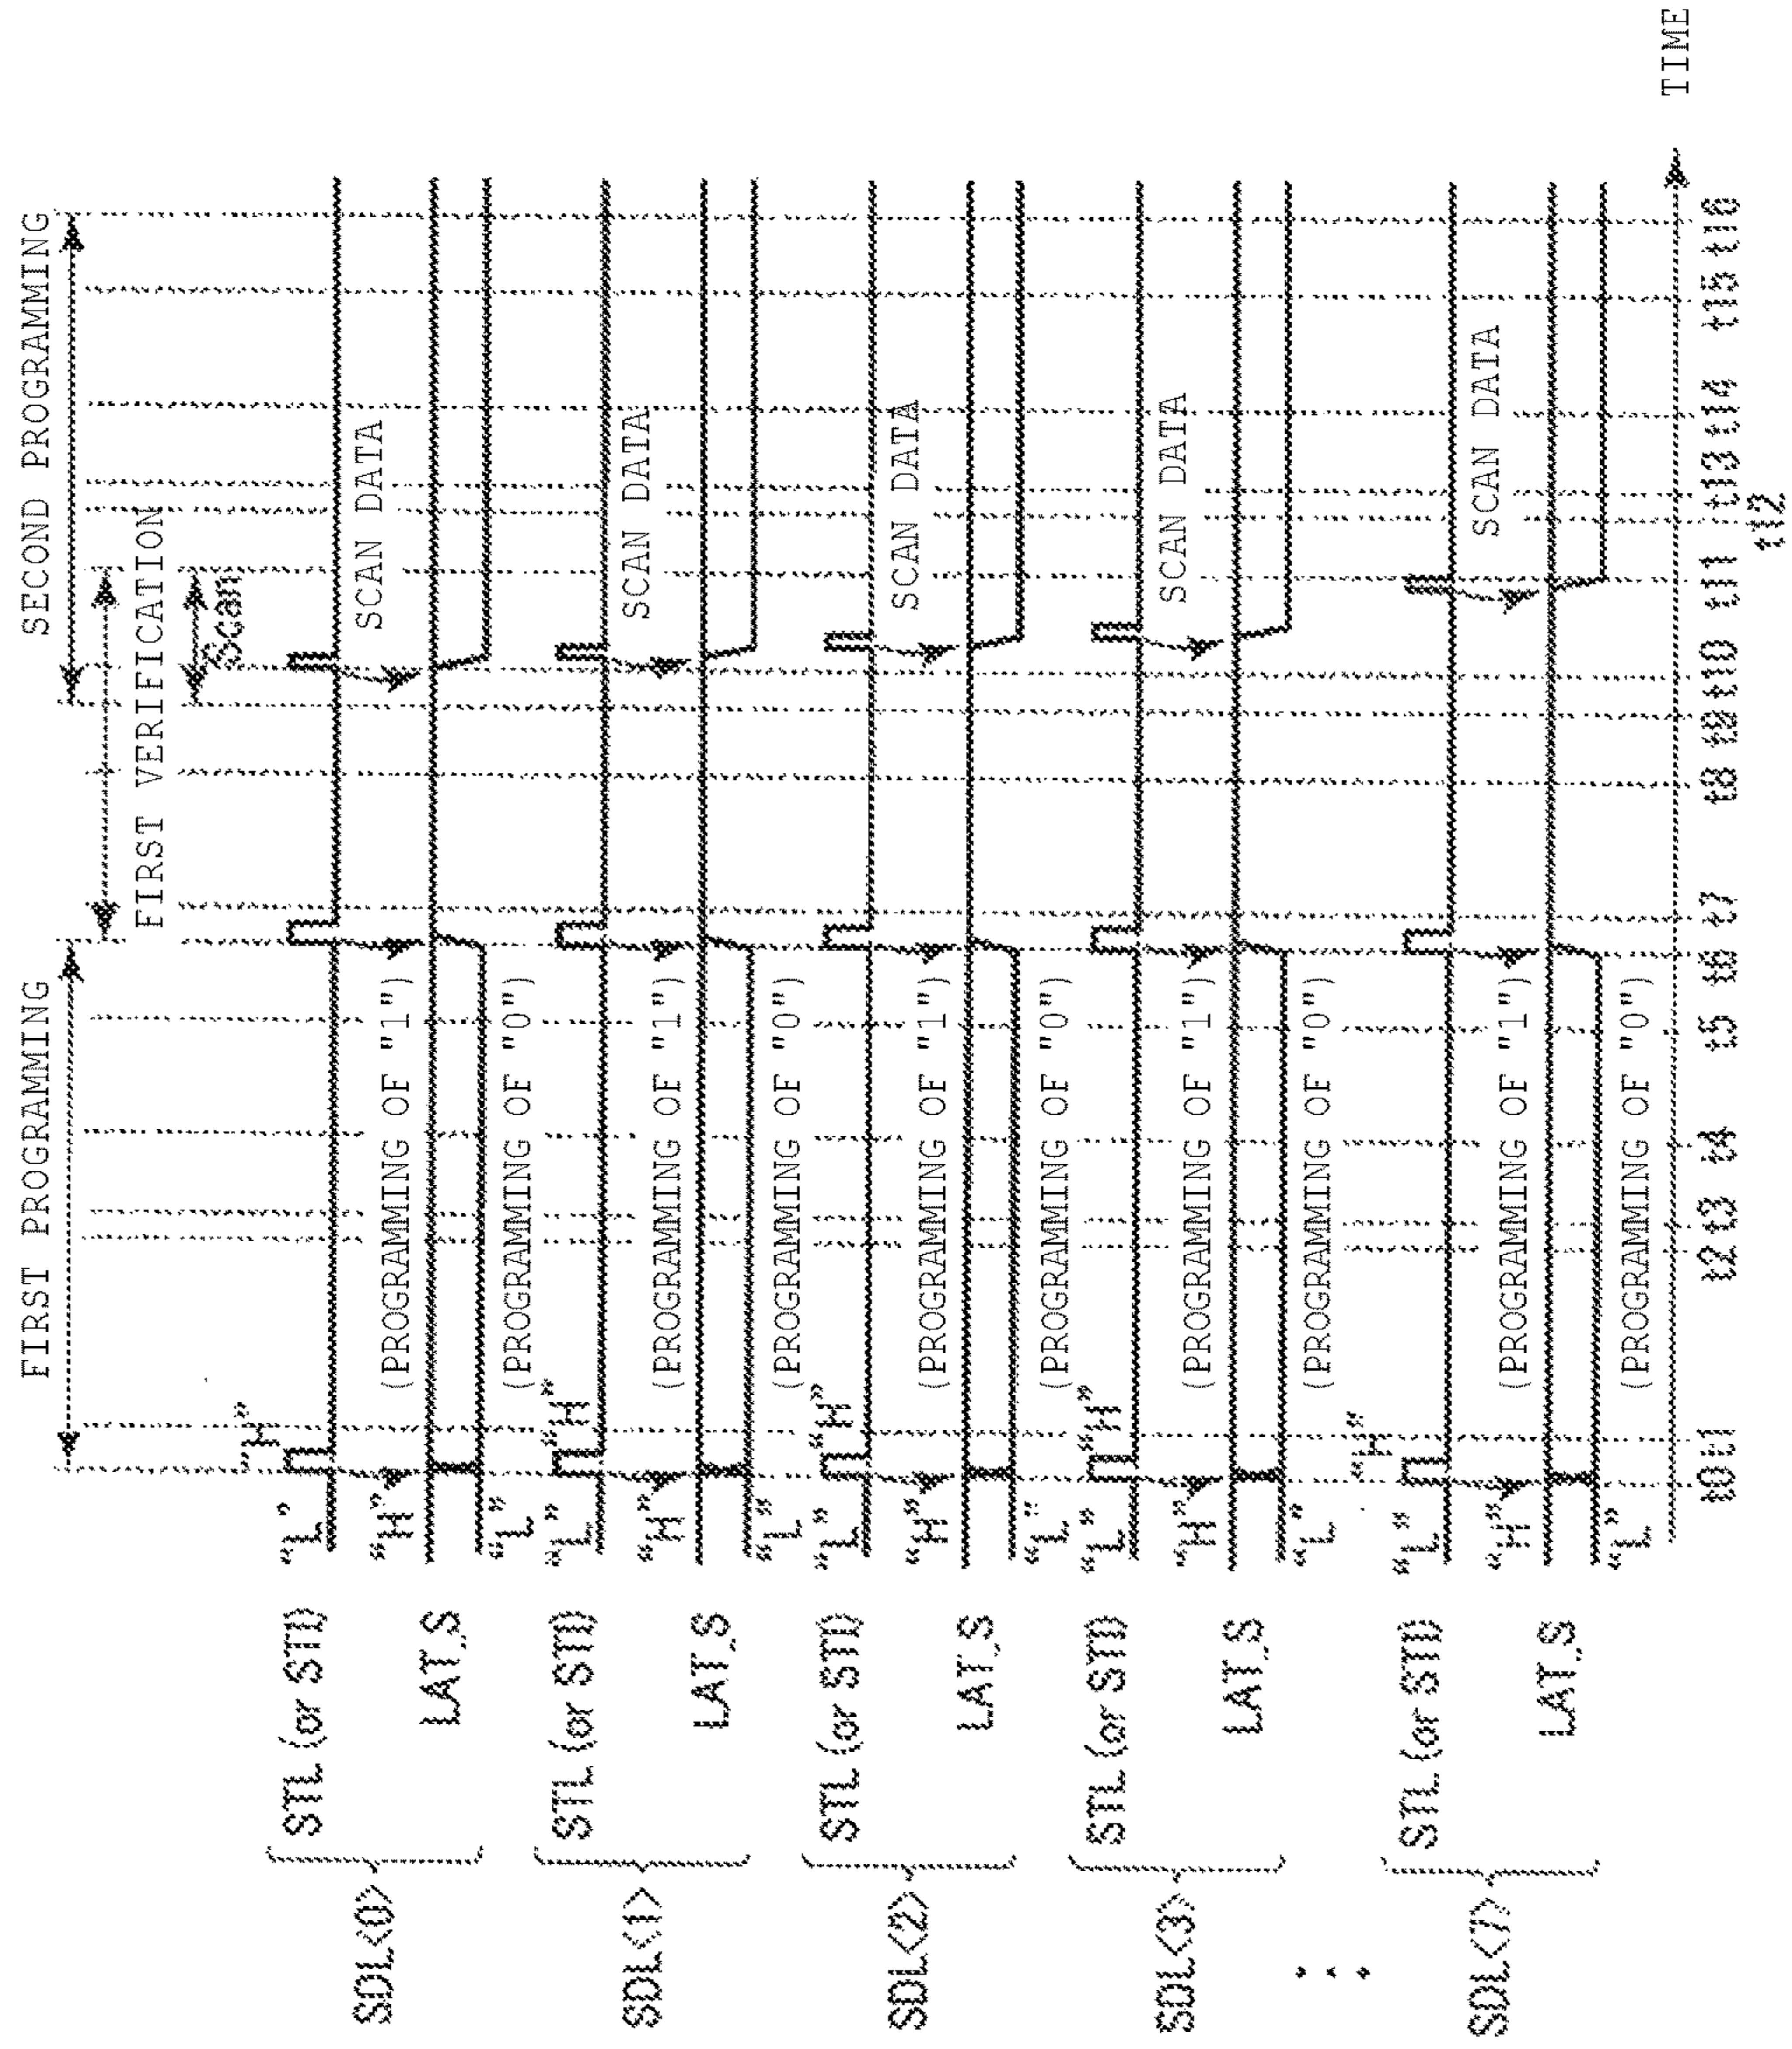 FIRST PROGRAMMING
SECOND PROGRAMMING
FIRST VERIFICATION
Scan
SDL<0>
STL (or STI)
"L"
"H"
SCAN DATA
LAT_S
"H"
(PROGRAMMING OF "1")
"L"
(PROGRAMMING OF "0")
SDL<1>
STL (or STI)
"L"
"H"
SCAN DATA
LAT_S
"H"
(PROGRAMMING OF "1")
"L"
(PROGRAMMING OF "0")
SDL<2>
STL (or STI)
"L"
"H"
SCAN DATA
LAT_S
"H"
(PROGRAMMING OF "1")
"L"
(PROGRAMMING OF "0")
SDL<3>
STL (or STI)
"L"
"H"
SCAN DATA
LAT_S
"H"
(PROGRAMMING OF "1")
"L"
(PROGRAMMING OF "0")
SDL<7>
STL (or STI)
"L"
"H"
SCAN DATA
LAT_S
"H"
(PROGRAMMING OF "1")
"L"
(PROGRAMMING OF "0")
TIME
t0 t1 t2 t3 t4 t5 t6 t7 t8 t9 t10 t11 t13 t14 t15 t16
t12